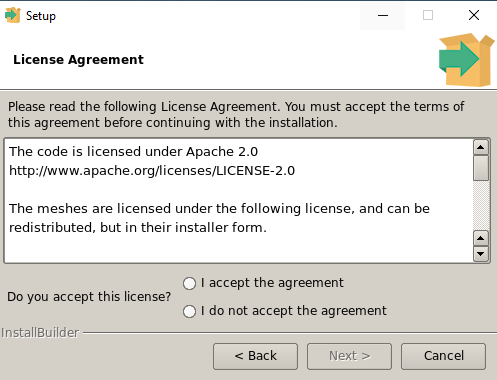 Setup
License Agreement
Please read the following License Agreement. You must accept the terms of
this agreement before continuing with the installation.
The code is licensed under Apache 2.0
http://www.apache.org/licenses/LICENSE-2.0
The meshes are licensed under the following license, and can be
redistributed, but in their installer form.
Do you accept this license?
I accept the agreement
I do not accept the agreement
InstallBuilder
< Back
Next >
Cancel